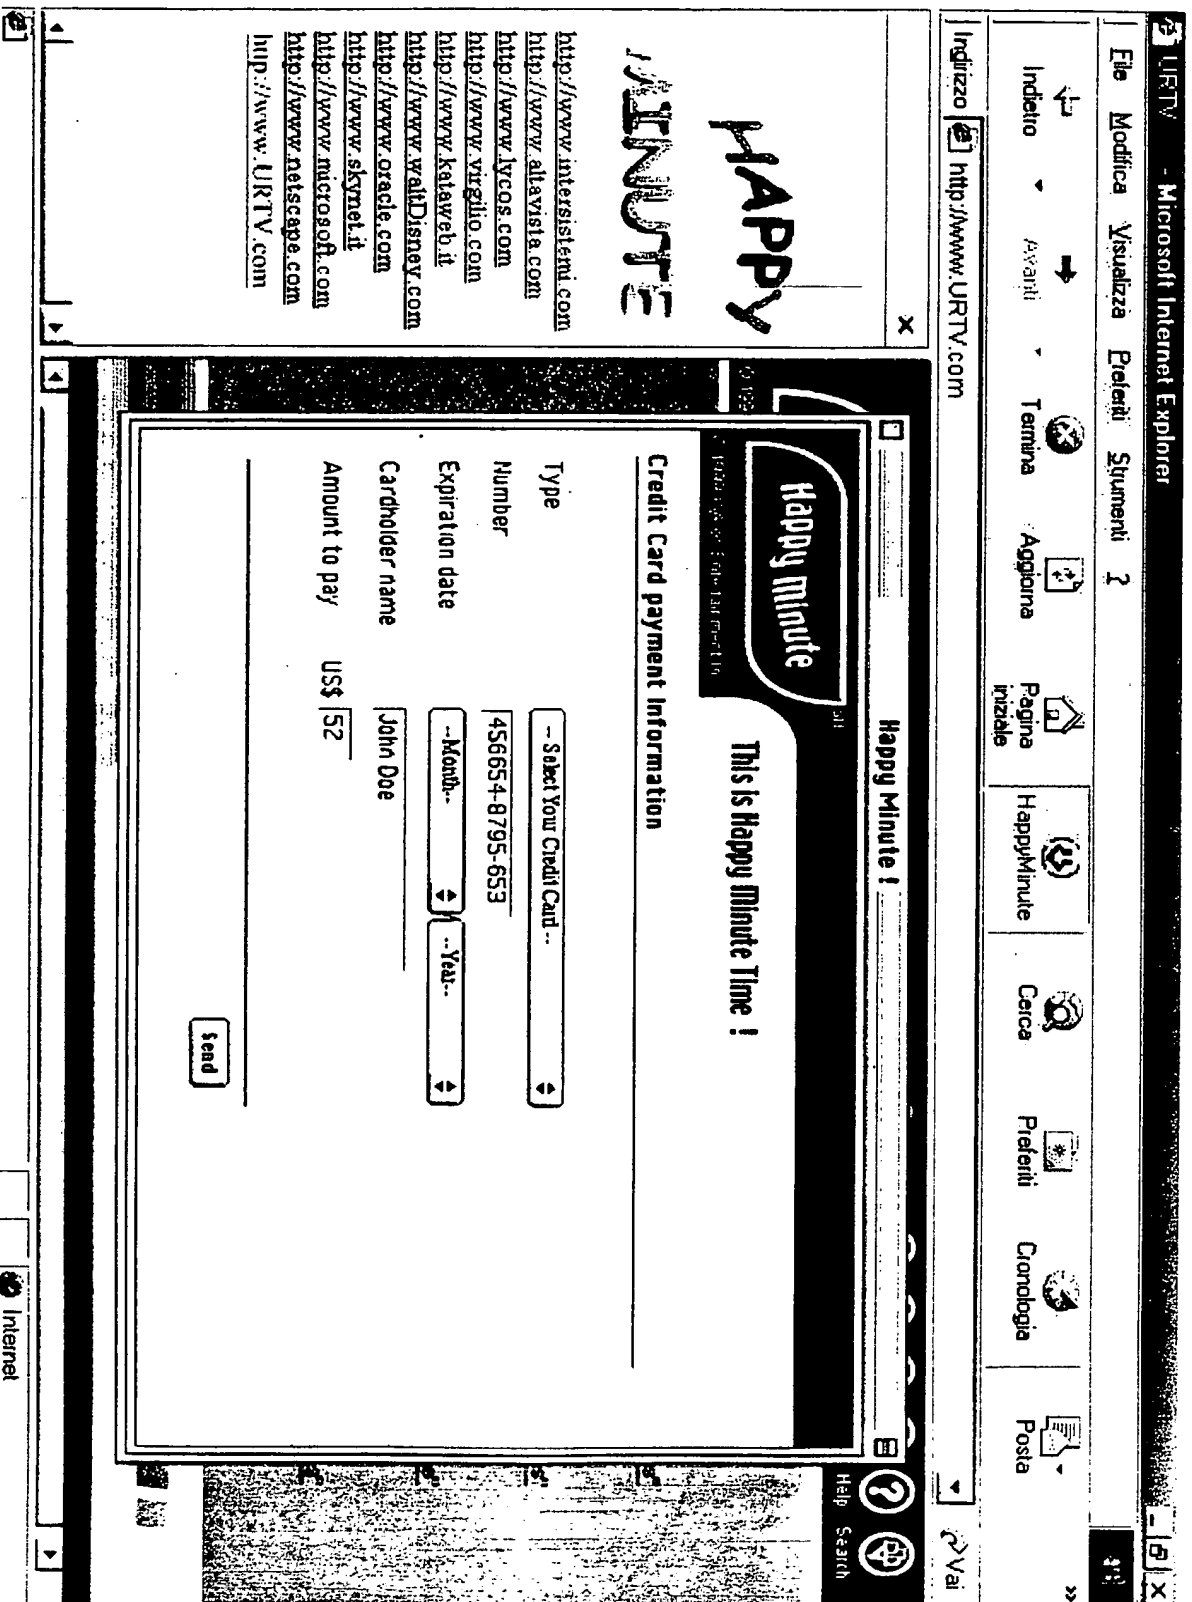 URTV - Microsoft Internet Explorer
File Modifica Visualizza Preferiti Strumenti ?
Indietro Avanti Termina Aggiorna Pagina iniziale HappyMinute Cerca Preferiti Cronologia Posta »
Indirizzo http://www.URTV.com Vai
HAPPY
MINUTE
http://www.intersistemi.com
http://www.altavista.com
http://www.lycos.com
http://www.virgilio.com
http://www.kataweb.it
http://www.waltDisney.com
http://www.oracle.com
http://www.skynet.it
http://www.microsoft.com
http://www.netscape.com
http://www.URTV.com
Happy Minute !
Help Search
Happy minute
This is Happy Minute Time !
Credit Card payment Information
Type -- Select Your Credit Card --
Number 456654-8795-653
Expiration date --Month-- / --Year--
Cardholder name John Doe
Amount to pay US$ 52
Send
Internet